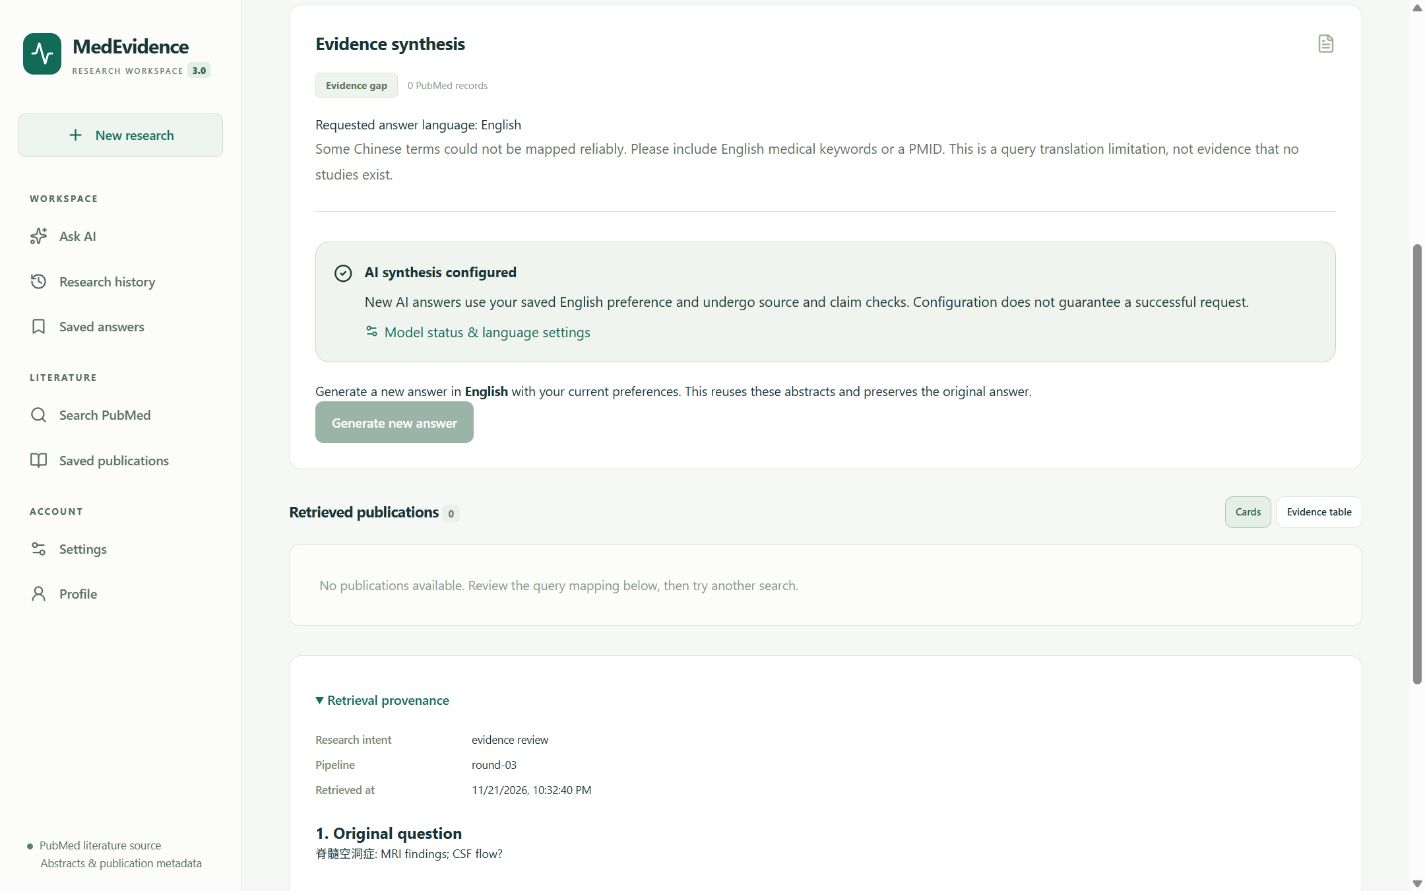 MedEvidence
RESEARCH WORKSPACE 3.0
New research
WORKSPACE
Ask AI
Research history
Saved answers
LITERATURE
Search PubMed
Saved publications
ACCOUNT
Settings
Profile
PubMed literature source
Abstracts & publication metadata
Evidence synthesis
Evidence gap 0 PubMed records
Requested answer language: English
Some Chinese terms could not be mapped reliably. Please include English medical keywords or a PMID. This is a query translation limitation, not evidence that no
studies exist.
AI synthesis configured
New AI answers use your saved English preference and undergo source and claim checks. Configuration does not guarantee a successful request.
Model status & language settings
Generate a new answer in English with your current preferences. This reuses these abstracts and preserves the original answer.
Generate new answer
Retrieved publications 0
Cards Evidence table
No publications available. Review the query mapping below, then try another search.
Retrieval provenance
Research intent evidence review
Pipeline round-03
Retrieved at 11/21/2026, 10:32:40 PM
1. Original question
脊髓空洞症: MRI findings; CSF flow?